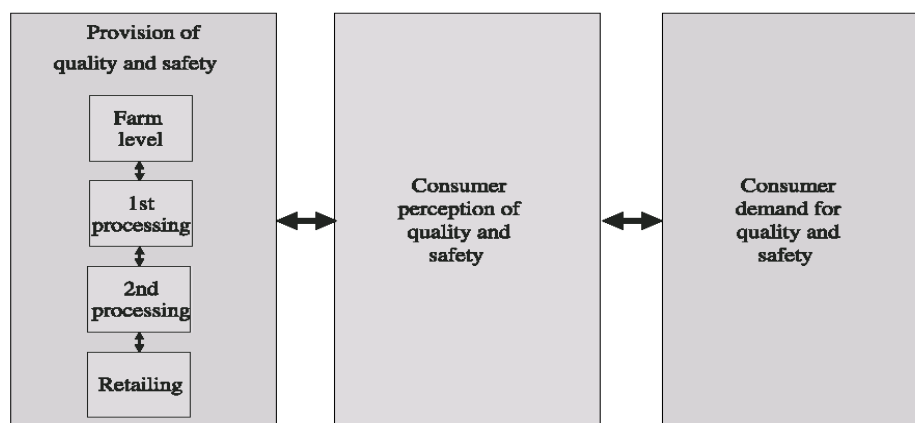 Provision of
quality and safety
Farm
level
1st
processing
2nd
processing
Retailing
Consumer
perception of
quality and
safety
Consumer
demand for
quality and
safety